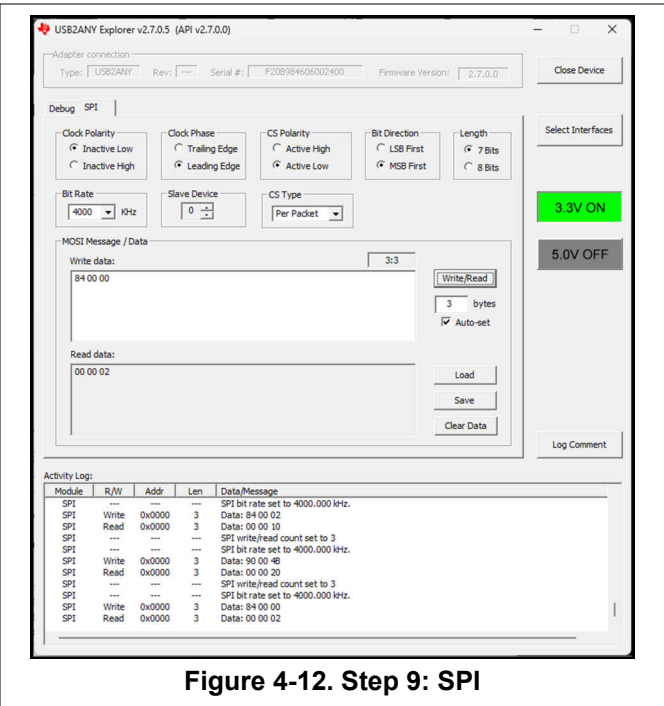 USB2ANY Explorer v2.7.0.5 (API v2.7.0.0)
Adapter connection
Type: USB2ANY Rev: --- Serial #: F20B984606002400 Firmware Version: 2.7.0.0
Close Device
Debug SPI
Select Interfaces
Clock Polarity Clock Phase CS Polarity Bit Direction Length
Inactive Low Trailing Edge Active High LSB First 7 Bits
Inactive High Leading Edge Active Low MSB First 8 Bits
Bit Rate Slave Device CS Type
4000 KHz 0 Per Packet
3.3V ON
5.0V OFF
MOSI Message / Data
Write data: 3:3
84 00 00
Write/Read
3 bytes
Auto-set
Read data:
00 00 02
Load
Save
Clear Data
Log Comment
Activity Log:
Module R/W Addr Len Data/Message
SPI --- --- --- SPI bit rate set to 4000.000 kHz.
SPI Write 0x0000 3 Data: 84 00 02
SPI Read 0x0000 3 Data: 00 00 10
SPI --- --- --- SPI write/read count set to 3
SPI --- --- --- SPI bit rate set to 4000.000 kHz.
SPI Write 0x0000 3 Data: 90 00 4B
SPI Read 0x0000 3 Data: 00 00 20
SPI --- --- --- SPI write/read count set to 3
SPI --- --- --- SPI bit rate set to 4000.000 kHz.
SPI Write 0x0000 3 Data: 84 00 00
SPI Read 0x0000 3 Data: 00 00 02
Figure 4-12. Step 9: SPI